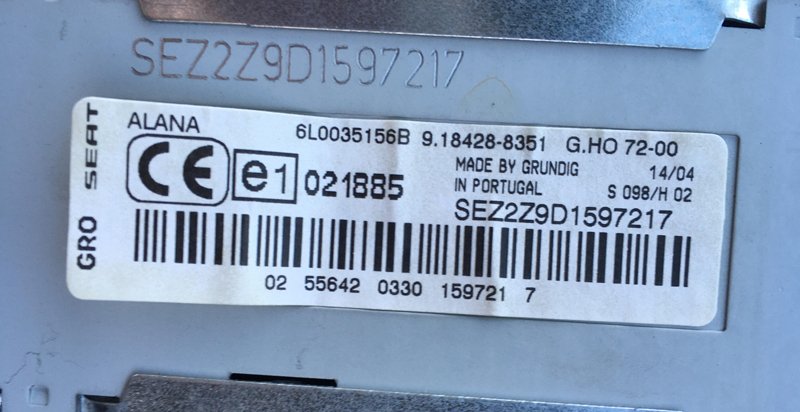 SEZ2Z9D1597217
GRO SEAT
ALANA
6L0035156B 9.18428-8351 G.HO 72-00
CE e1 021885
MADE BY GRUNDIG 14/04
IN PORTUGAL S 098/H 02
SEZ2Z9D1597217
02 55642 0330 159721 7